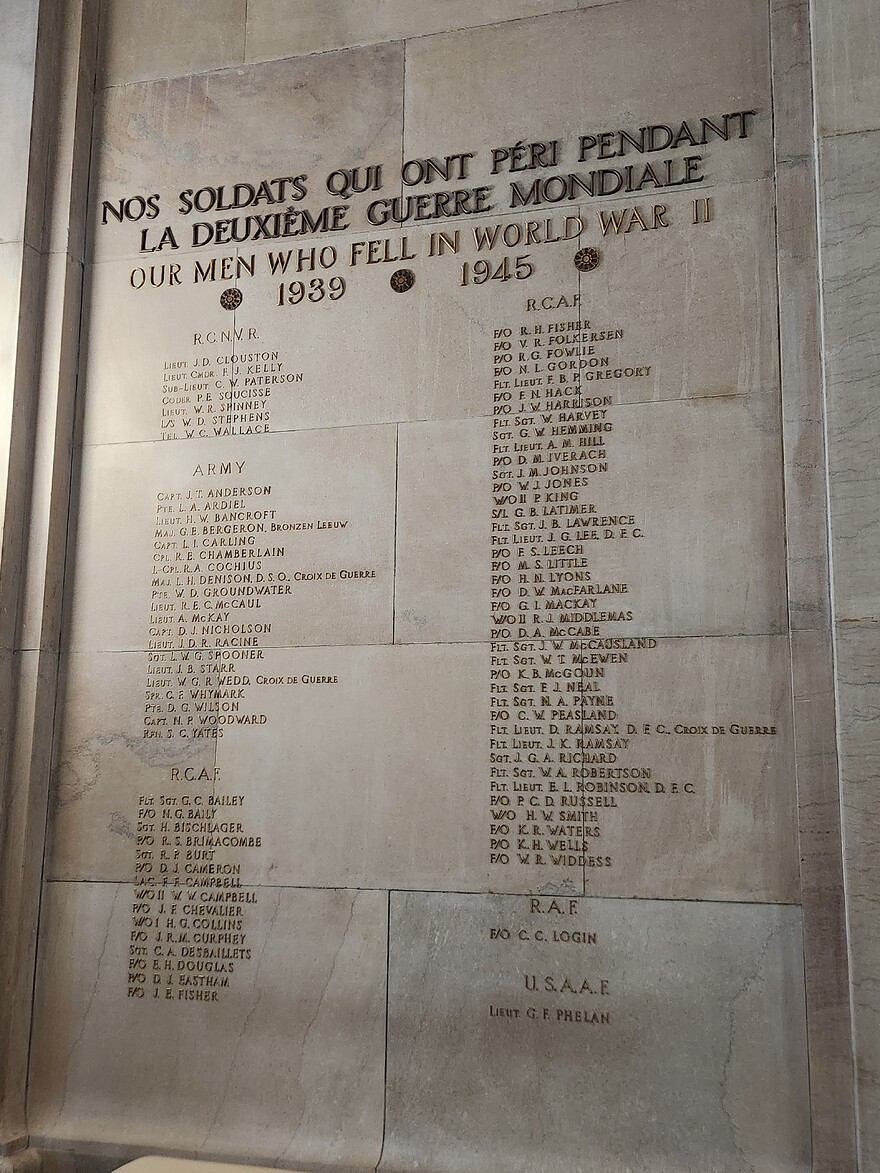 NOS SOLDATS QUI ONT PÉRI PENDANT
LA DEUXIÈME GUERRE MONDIALE
OUR MEN WHO FELL IN WORLD WAR II
1939 1945
R.C.N.V.R.
LIEUT. J. D. CLOUSTON
LIEUT. CMDR. F. J. KELLY
SUB-LIEUT. C. W. PATERSON
CODER P. E. SOUCISSE
LIEUT. W. R. SHINNEY
L/S W. D. STEPHENS
TEL. W. C. WALLACE
ARMY
CAPT. J. T. ANDERSON
PTE. L. A. ARDIEL
LIEUT. H. W. BANCROFT
MAJ. G. E. BERGERON, BRONZEN LEEUW
CAPT. L. I. CARLING
CPL. R. E. CHAMBERLAIN
L-CPL. R. A. COCHIUS
MAJ. L. H. DENISON, D. S. O., CROIX DE GUERRE
PTE. W. D. GROUNDWATER
LIEUT. R. E. C. McCAUL
LIEUT. A. McKAY
CAPT. D. J. NICHOLSON
LIEUT. J. D. R. RACINE
SGT. L. W. G. SPOONER
LIEUT. J. B. STARR
LIEUT. W. G. R. WEDD, CROIX DE GUERRE
SPR. C. F. WHYMARK
PTE. D. G. WILSON
CAPT. N. P. WOODWARD
RFN. S. C. YATES
R.C.A.F.
FLT. SGT. G. C. BAILEY
F/O N. G. BAILY
SGT. H. BISCHLAGER
P/O R. S. BRIMACOMBE
SGT. R. P. BURT
P/O D. J. CAMERON
LAC. F. F. CAMPBELL
WO II W. W. CAMPBELL
P/O J. F. CHEVALIER
W/O I H. G. COLLINS
F/O J. R. M. CURPHEY
SGT. C. A. DESBAILLETS
F/O E. H. DOUGLAS
P/O D. J. EASTHAM
F/O J. E. FISHER
R.C.A.F.
F/O R. H. FISHER
F/O V. R. FOLKERSEN
P/O R. G. FOWLIE
F/O N. L. GORDON
FLT. LIEUT. F. B. P. GREGORY
F/O F. N. HACK
P/O J. W. HARRISON
FLT. SGT. W. HARVEY
SGT. G. W. HEMMING
FLT. LIEUT. A. M. HILL
P/O D. M. IVERACH
SGT. J. M. JOHNSON
P/O W. J. JONES
WO II P. KING
S/L G. B. LATIMER
FLT. SGT. J. B. LAWRENCE
FLT. LIEUT. J. G. LEE, D. F. C.
P/O F. S. LEECH
P/O M. S. LITTLE
F/O H. N. LYONS
F/O D. W. MACFARLANE
F/O G. I. MACKAY
WO II R. J. MIDDLEMAS
P/O D. A. McCABE
FLT. SGT. J. W. McCAUSLAND
FLT. SGT. W. T. McEWEN
P/O K. B. McGOUN
FLT. SGT. F. J. NEAL
FLT. SGT. N. A. PAYNE
F/O C. W. PEASLAND
FLT. LIEUT. D. RAMSAY, D. F. C., CROIX DE GUERRE
FLT. LIEUT. J. K. RAMSAY
SGT. J. G. A. RICHARD
FLT. SGT. W. A. ROBERTSON
FLT. LIEUT. E. L. ROBINSON, D. F. C.
F/O P. C. D. RUSSELL
W/O H. W. SMITH
F/O K. R. WATERS
P/O K. H. WELLS
F/O W. R. WIDDESS
R.A.F.
F/O C. C. LOGIN
U.S.A.A.F.
LIEUT. G. F. PHELAN